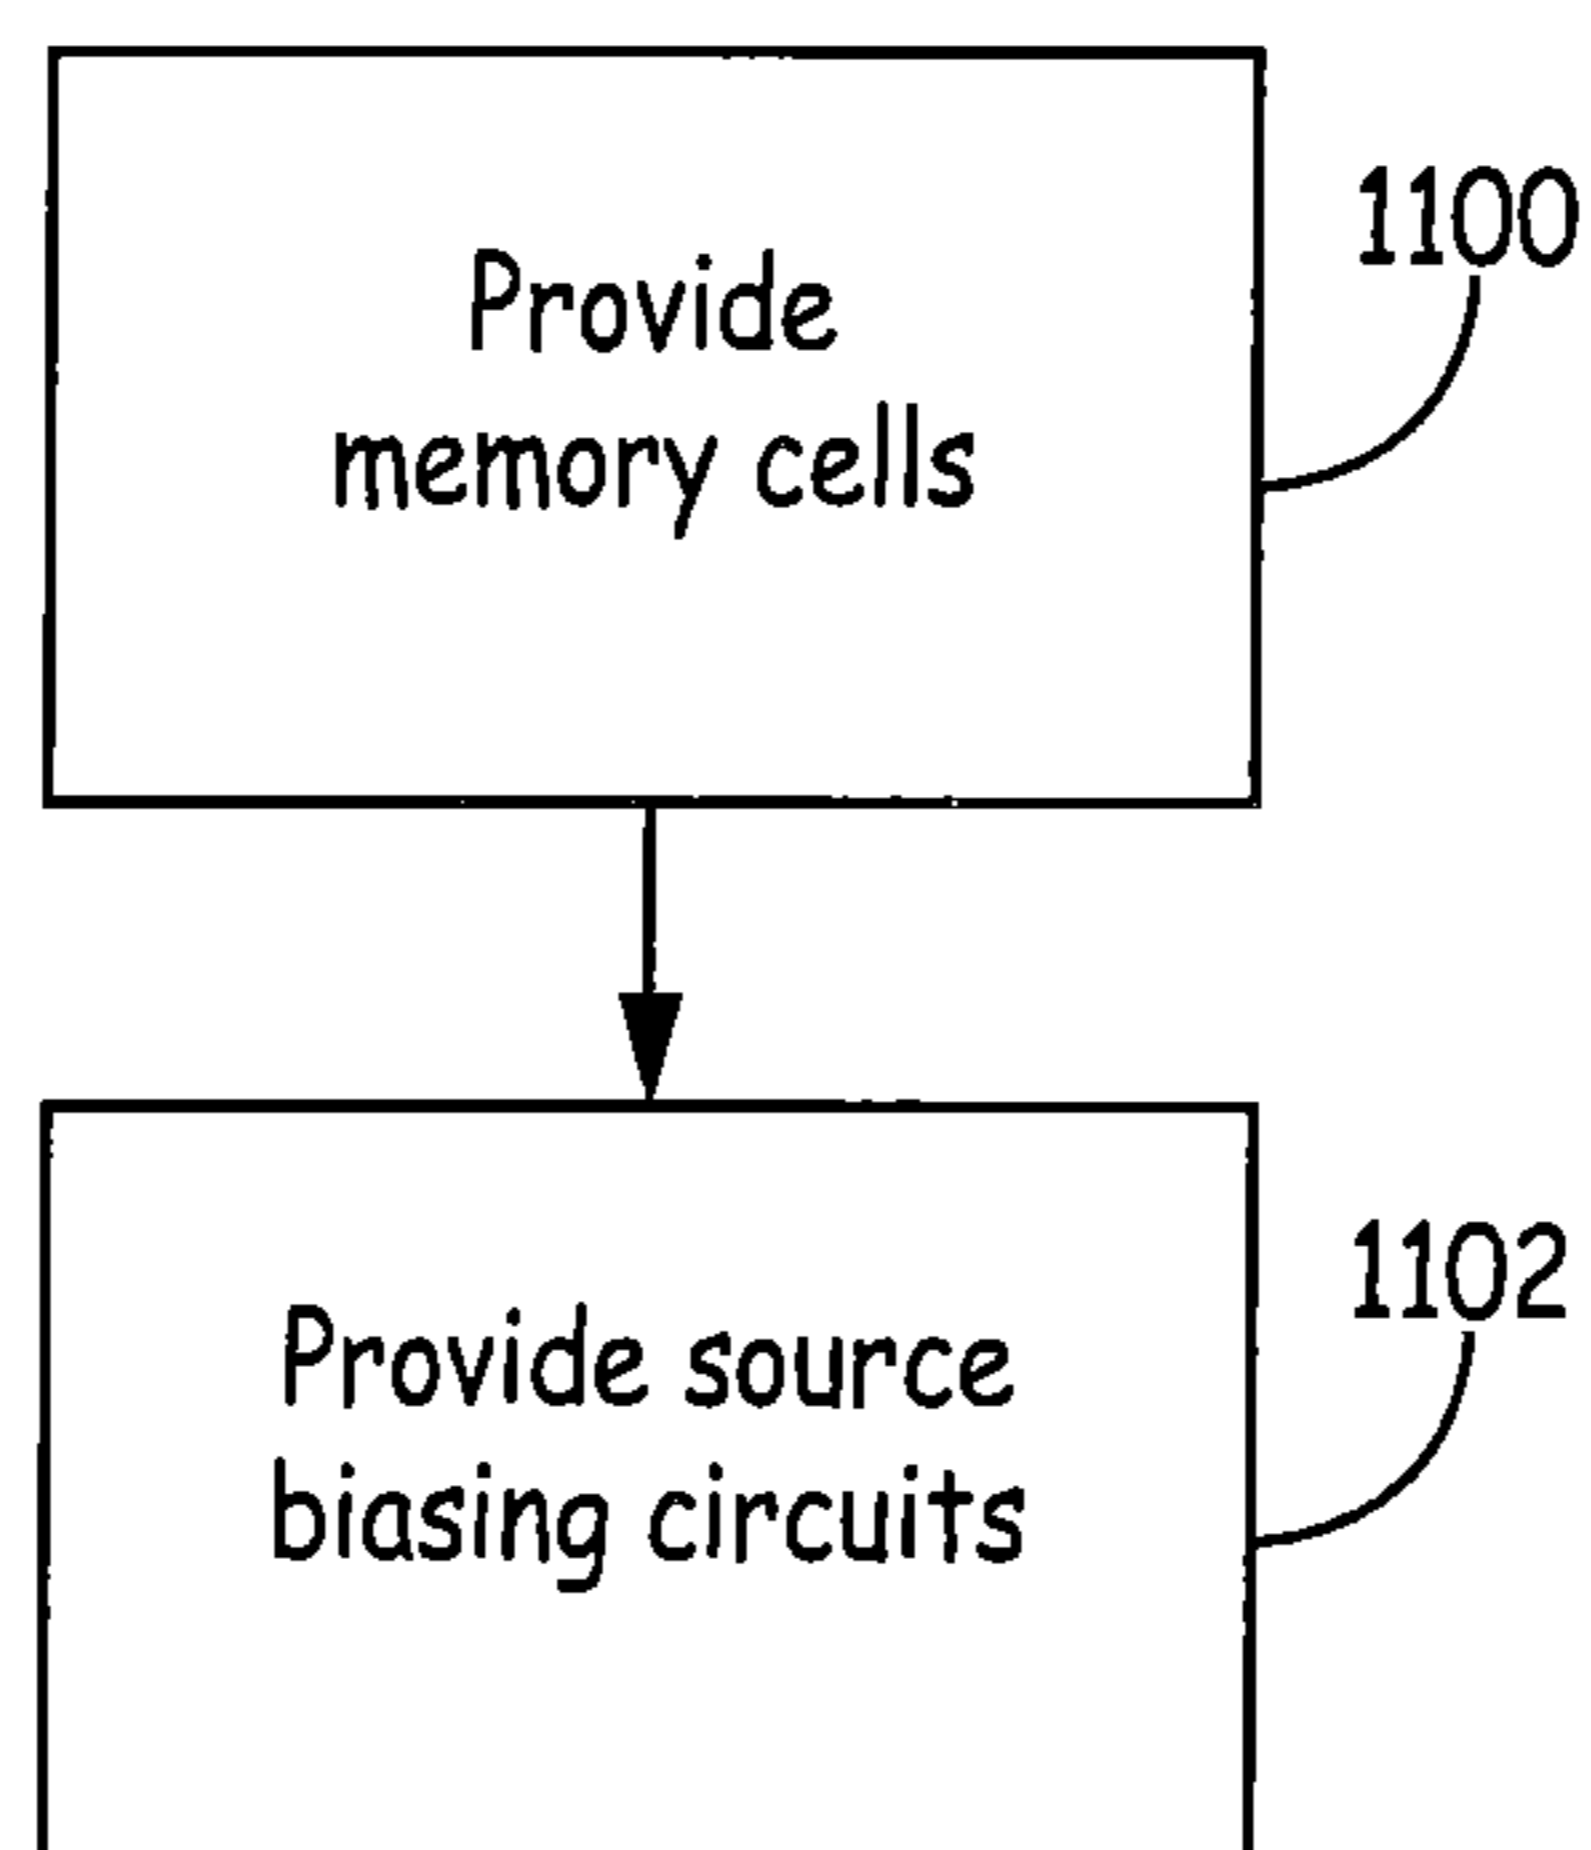 Provide
memory cells
1100
Provide source
biasing circuits
1102